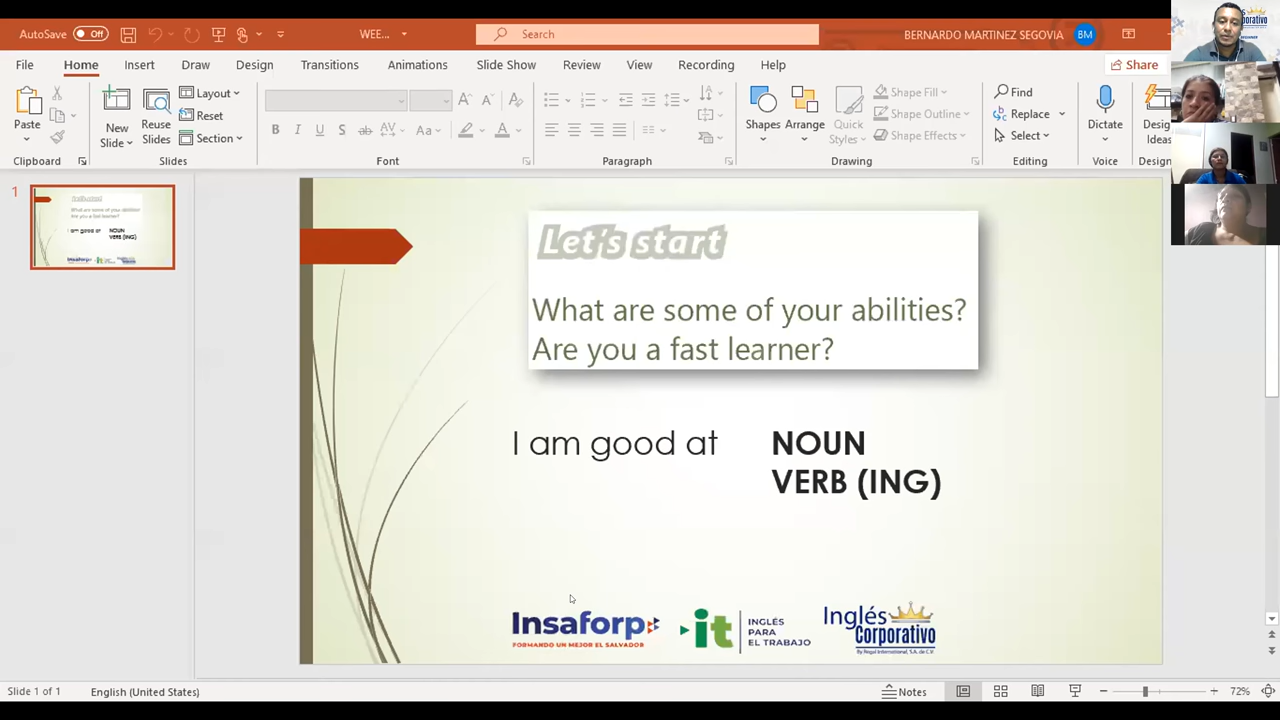 AutoSave
Off
WEE...
Search
BERNARDO MARTINEZ SEGOVIA
BM
File Home Insert Draw Design Transitions Animations Slide Show Review View Recording Help
Share
Paste
New
Slide
Reuse
Slides
Layout
Reset
Section
B
Aa
Shapes
Arrange
Quick
Styles
Shape Fill
Shape Outline
Shape Effects
Find
Replace
Select
Dictate
Clipboard
Slides
Font
Paragraph
Drawing
Editing
Voice
1
Let's start
What are some of your abilities?
Are you a fast learner?
I am good at NOUN
VERB (ING)
Insaforp
FORMANDO UN MEJOR EL SALVADOR
it
INGLÉS
PARA
EL TRABAJO
Inglés
Corporativo
By Regal International, S.A. de C.V.
Slide 1 of 1
English (United States)
Notes
72%